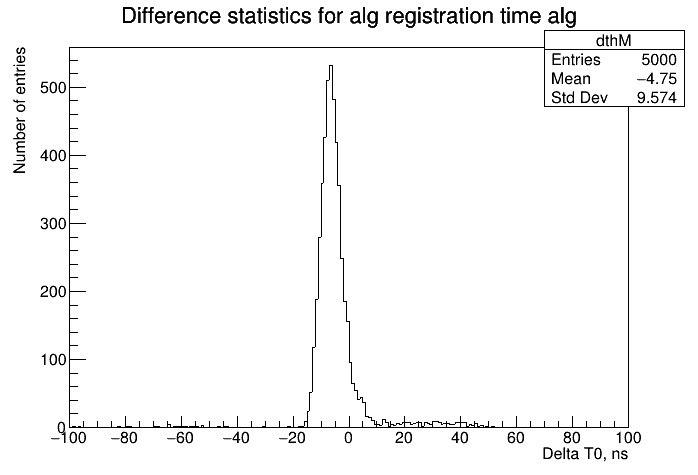 Difference statistics for alg registration time alg
dthM
Entries 5000
Mean −4.75
Std Dev 9.574
Number of entries
500
400
300
200
100
0
−100 −80 −60 −40 −20 0 20 40 60 80 100
Delta T0, ns